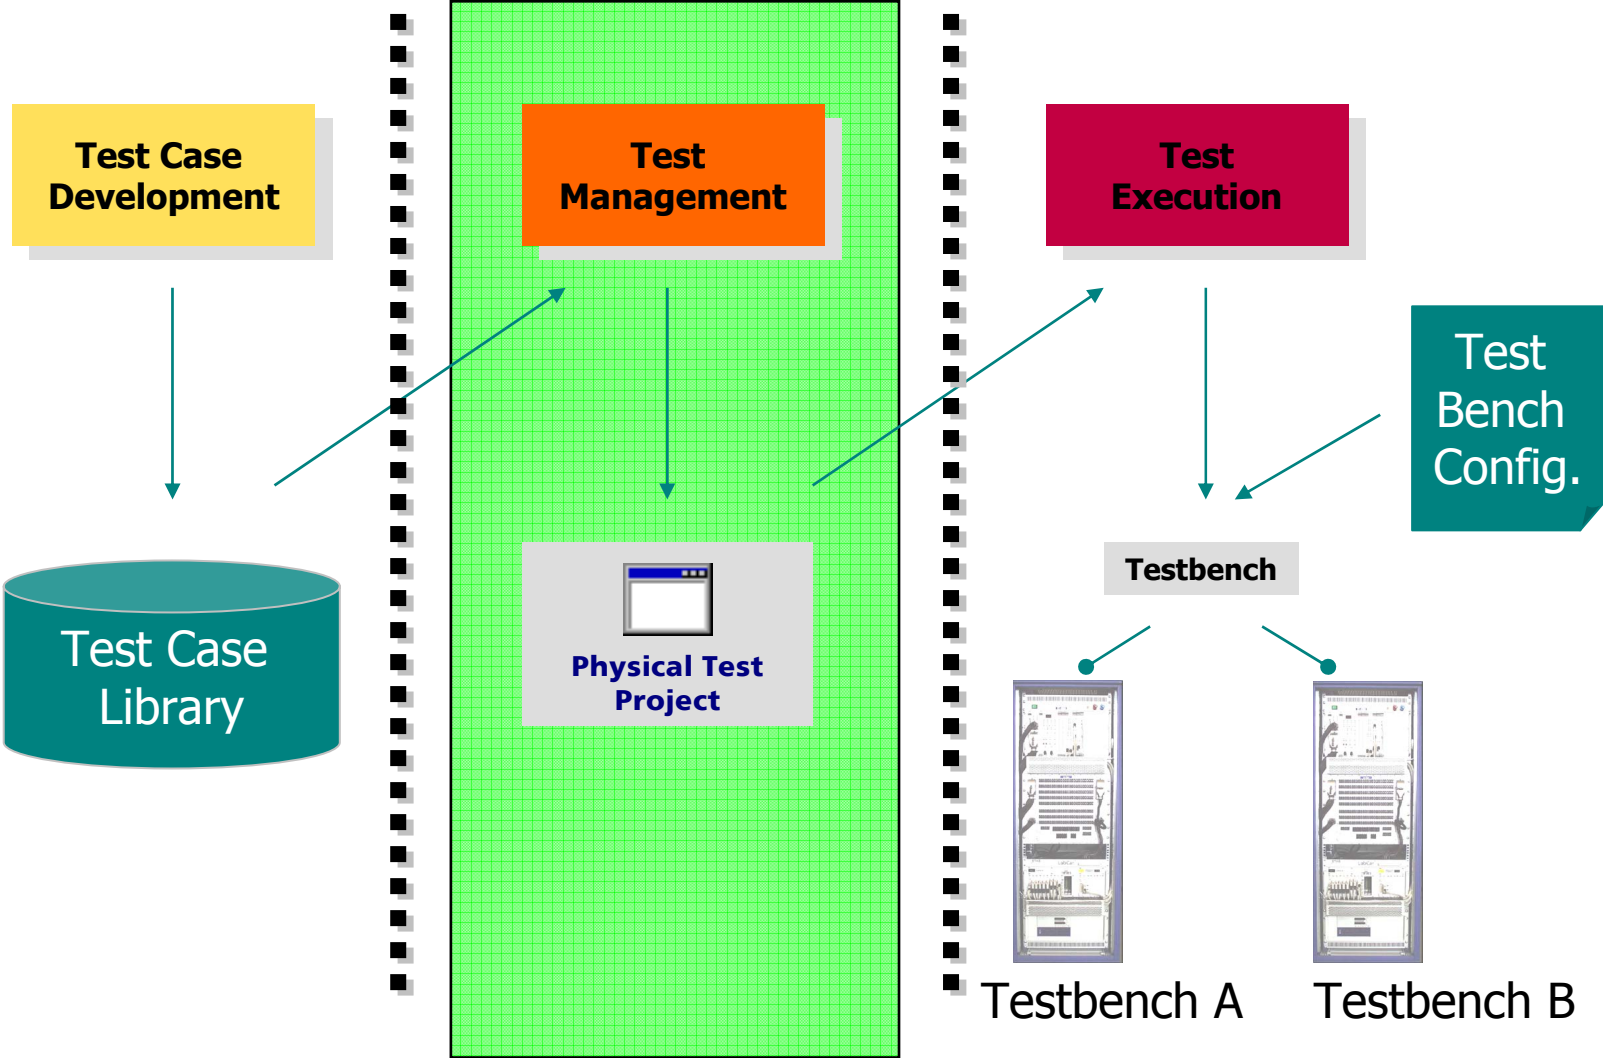 Test Case
Development
Test
Management
Test
Execution
Test
Bench
Config.
Test Case
Library
Physical Test
Project
Testbench
Testbench A
Testbench B